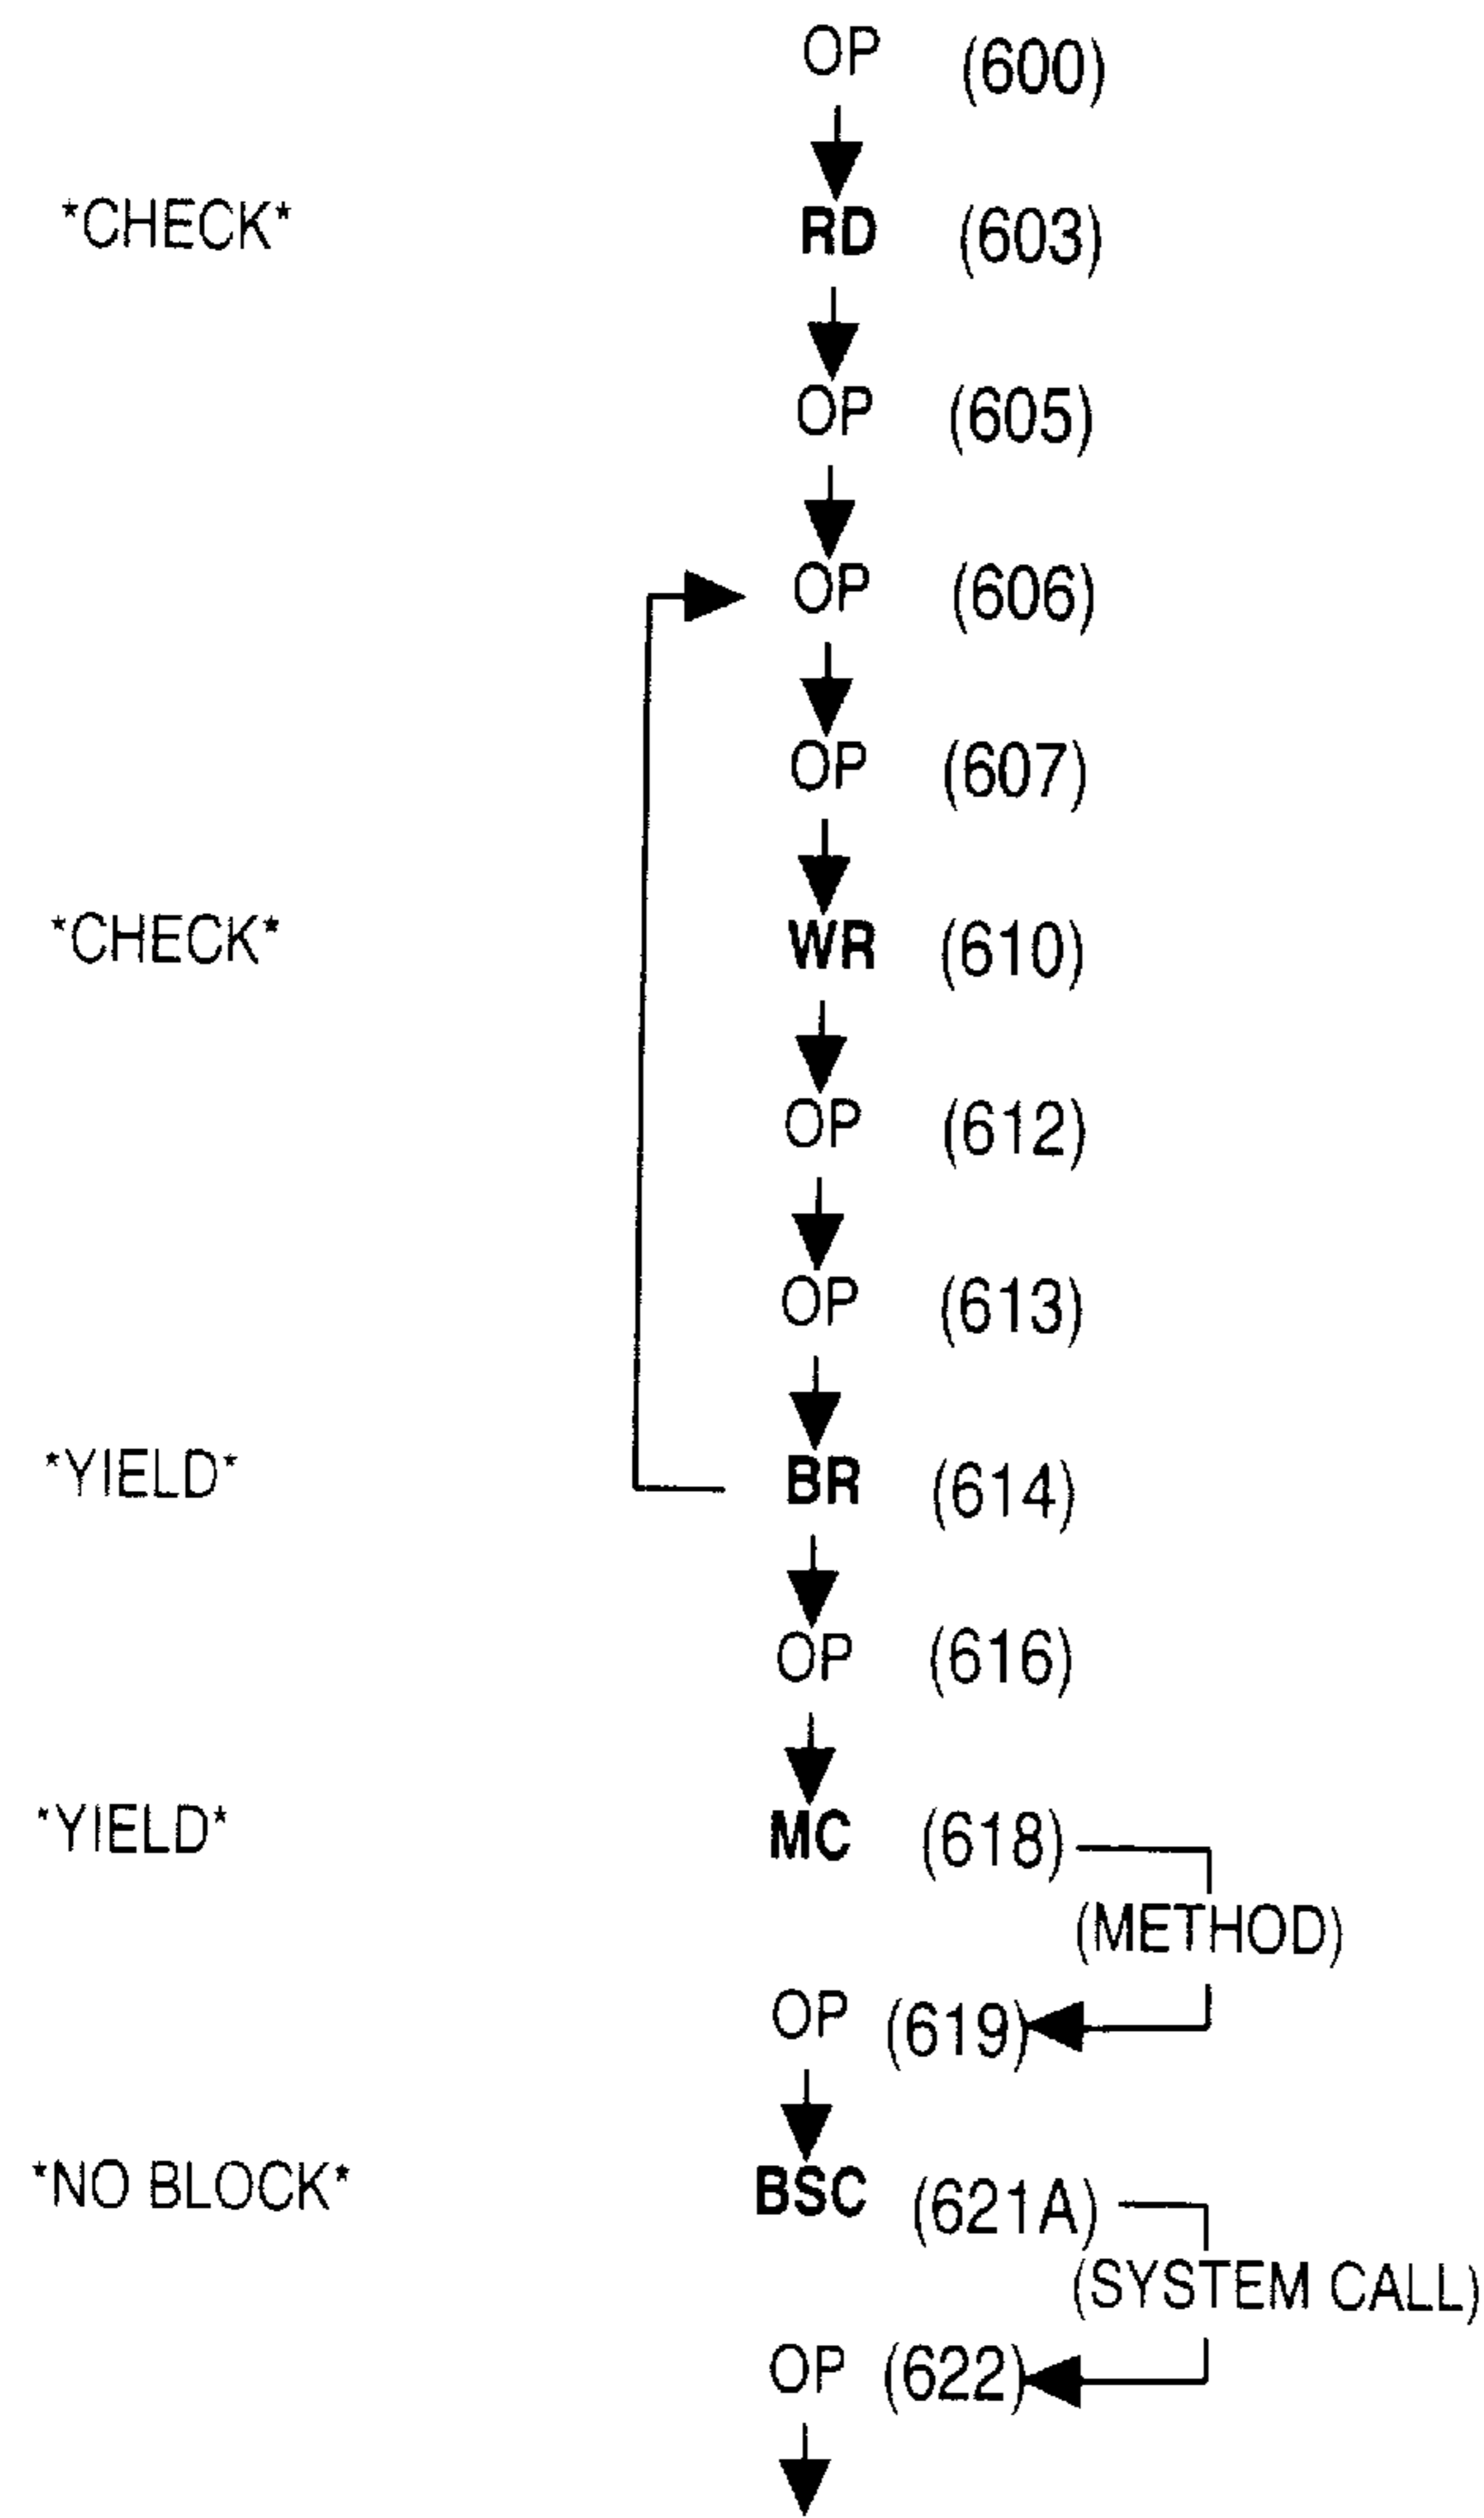 OP (600)
*CHECK* RD (603)
OP (605)
OP (606)
OP (607)
*CHECK* WR (610)
OP (612)
OP (613)
*YIELD* BR (614)
OP (616)
*YIELD* MC (618)
(METHOD)
OP (619)
*NO BLOCK* BSC (621A)
(SYSTEM CALL)
OP (622)